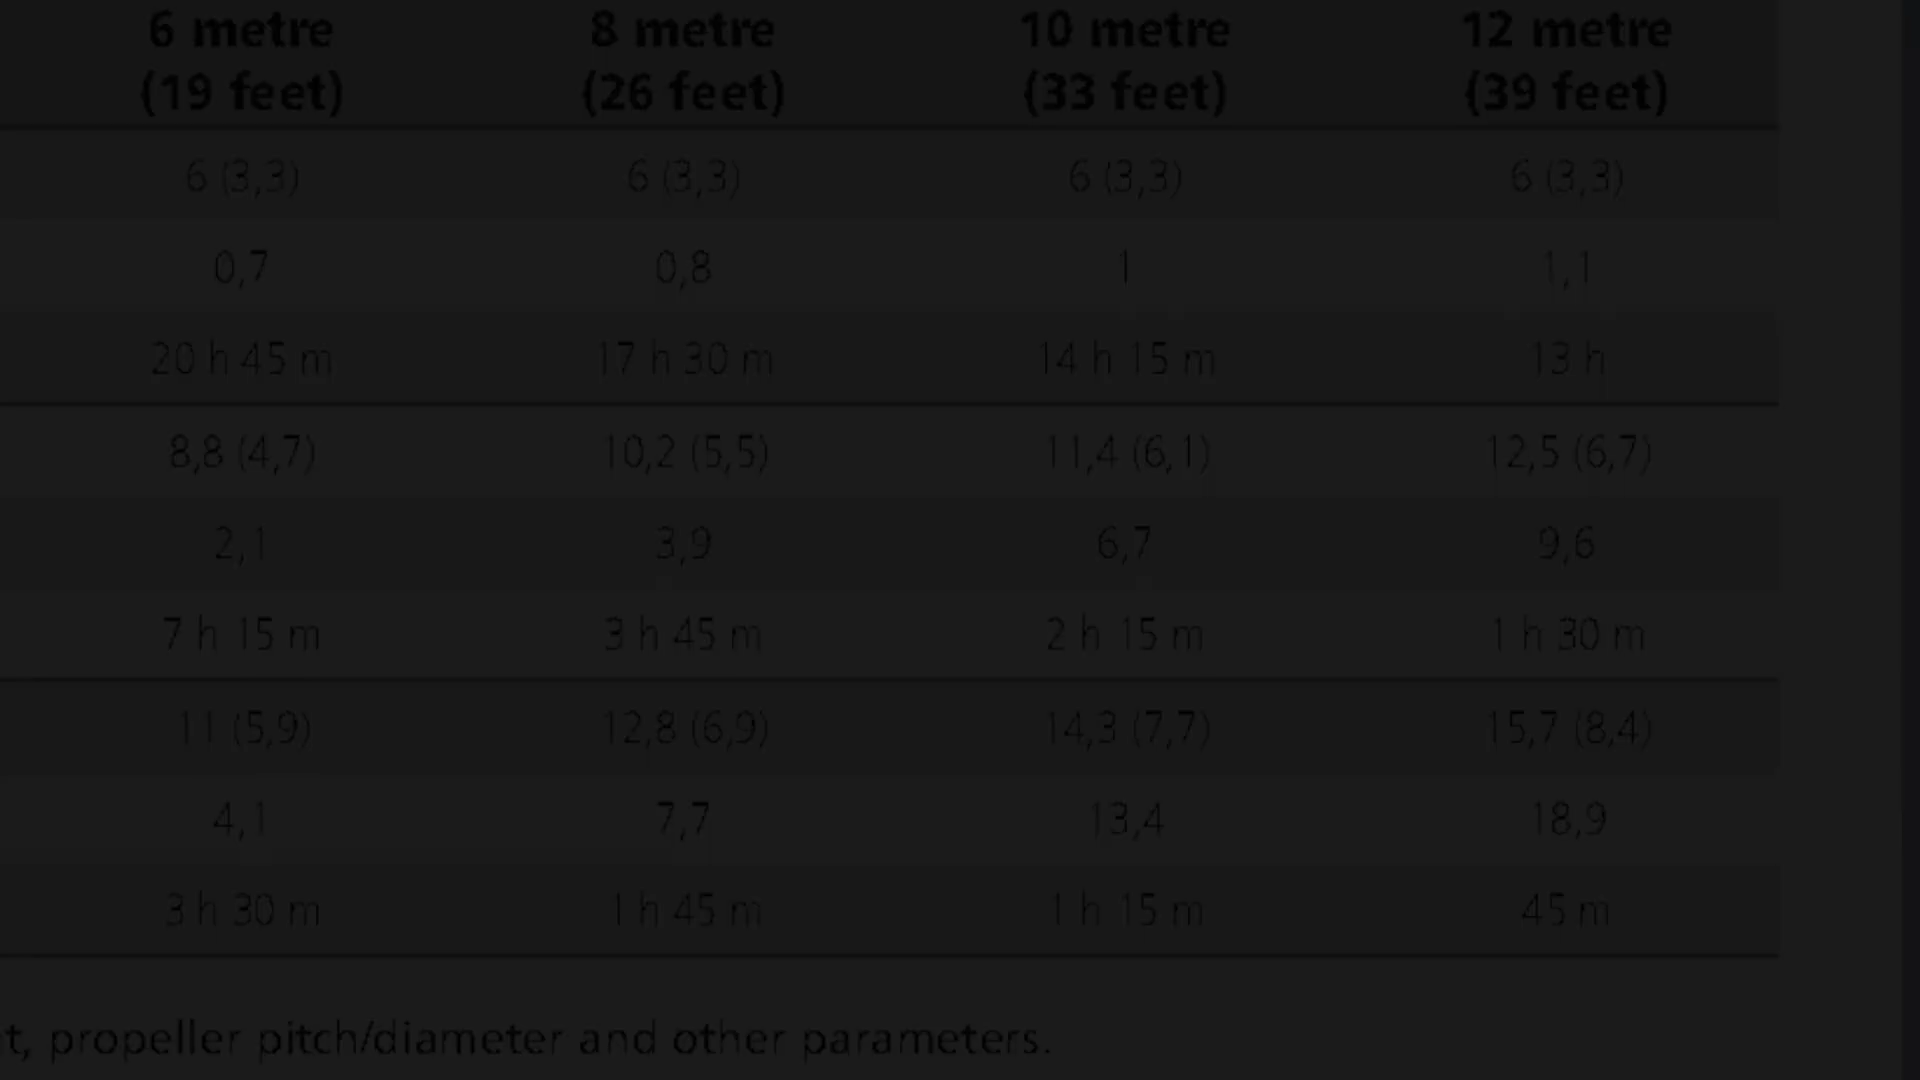 6 metre 8 metre 10 metre 12 metre
(19 feet) (26 feet) (33 feet) (39 feet)
6 (3,3) 6 (3,3) 6 (3,3) 6 (3,3)
0,7 0,8 1 1,1
20 h 45 m 17 h 30 m 14 h 15 m 13 h
8,8 (4,7) 10,2 (5,5) 11,4 (6,1) 12,5 (6,7)
2,1 3,9 6,7 9,6
7 h 15 m 3 h 45 m 2 h 15 m 1 h 30 m
11 (5,9) 12,8 (6,9) 14,3 (7,7) 15,7 (8,4)
4,1 7,7 13,4 18,9
3 h 30 m 1 h 45 m 1 h 15 m 45 m
t, propeller pitch/diameter and other parameters.